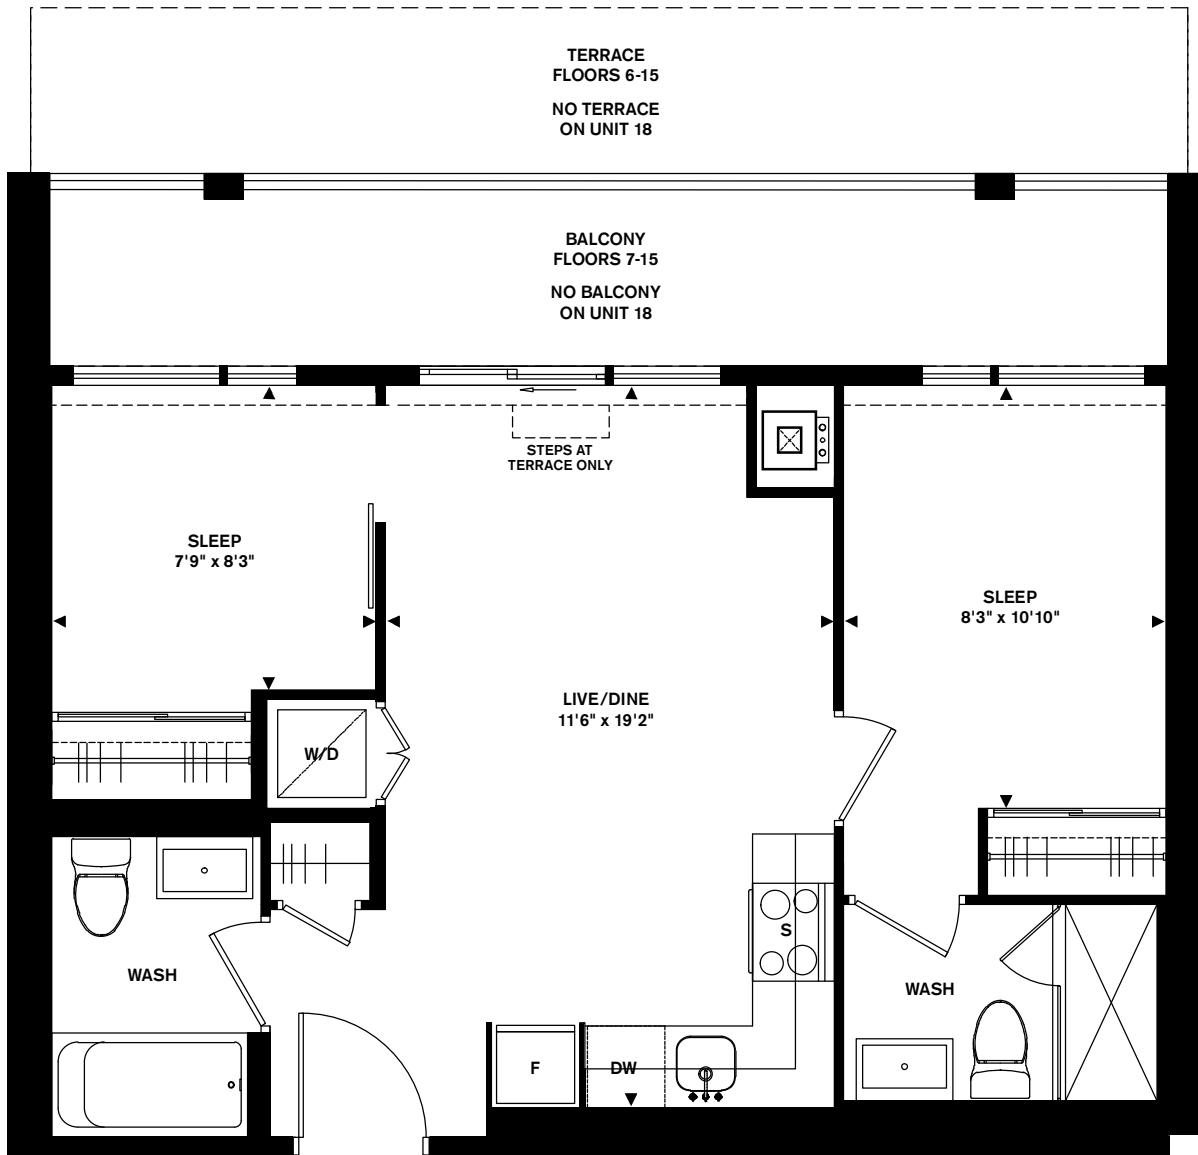 TERRACE
FLOORS 6-15
NO TERRACE
ON UNIT 18
BALCONY
FLOORS 7-15
NO BALCONY
ON UNIT 18
STEPS AT
TERRACE ONLY
SLEEP
7'9" x 8'3"
SLEEP
8'3" x 10'10"
LIVE/DINE
11'6" x 19'2"
W/D
S
WASH
WASH
F
DW